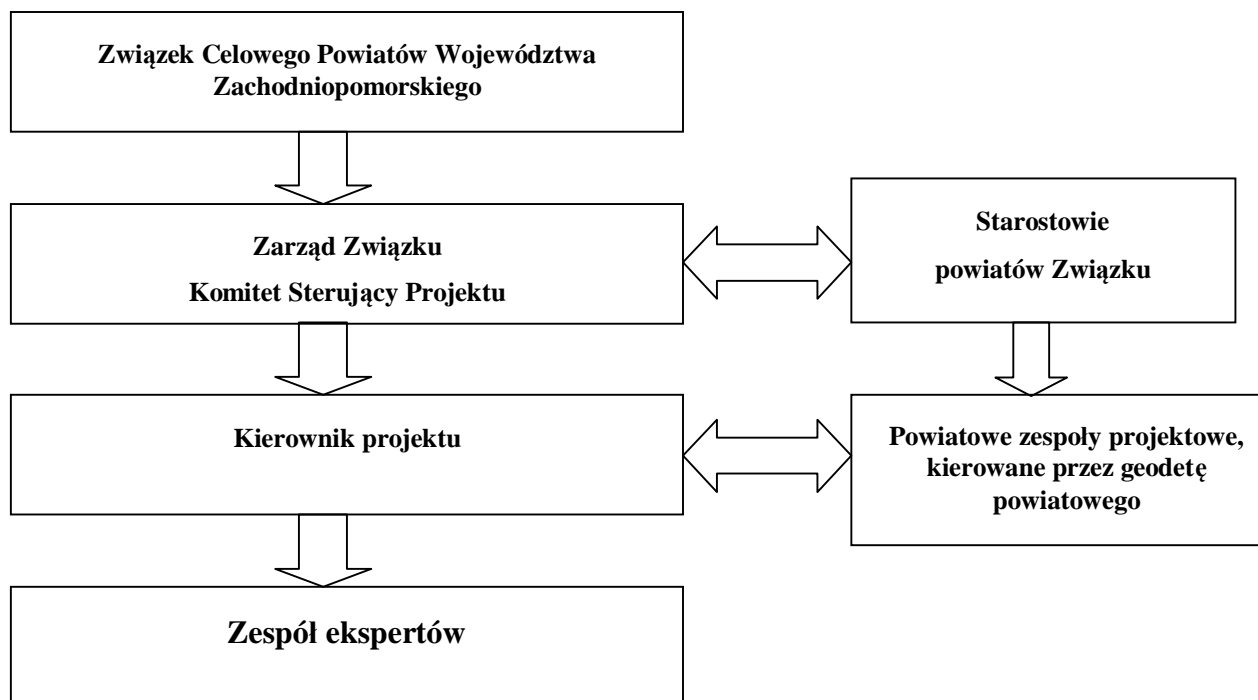 Związek Celowego Powiatów Województwa
Zachodniopomorskiego
Zarząd Związku
Komitet Sterujący Projektu
Starostowie
powiatów Związku
Kierownik projektu
Powiatowe zespoły projektowe,
kierowane przez geodetę
powiatowego
Zespół ekspertów